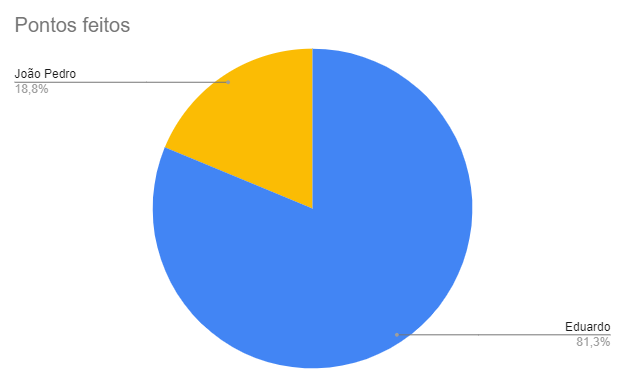 Pontos feitos
João Pedro
18,8%
Eduardo
81,3%